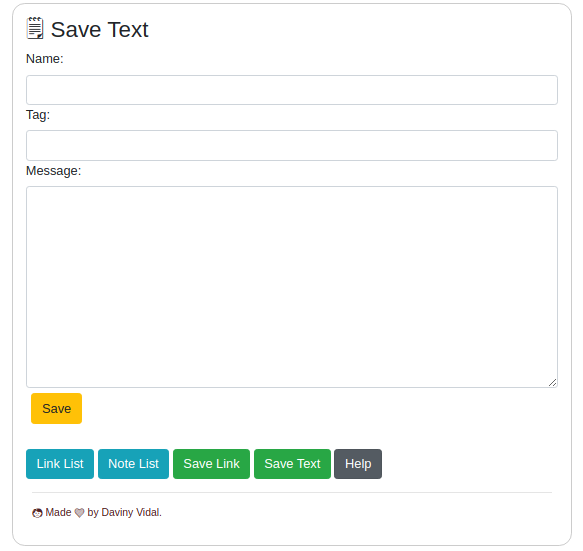 Save Text
Name:
Tag:
Message:
Save
Link List Note List Save Link Save Text Help
Made by Daviny Vidal.